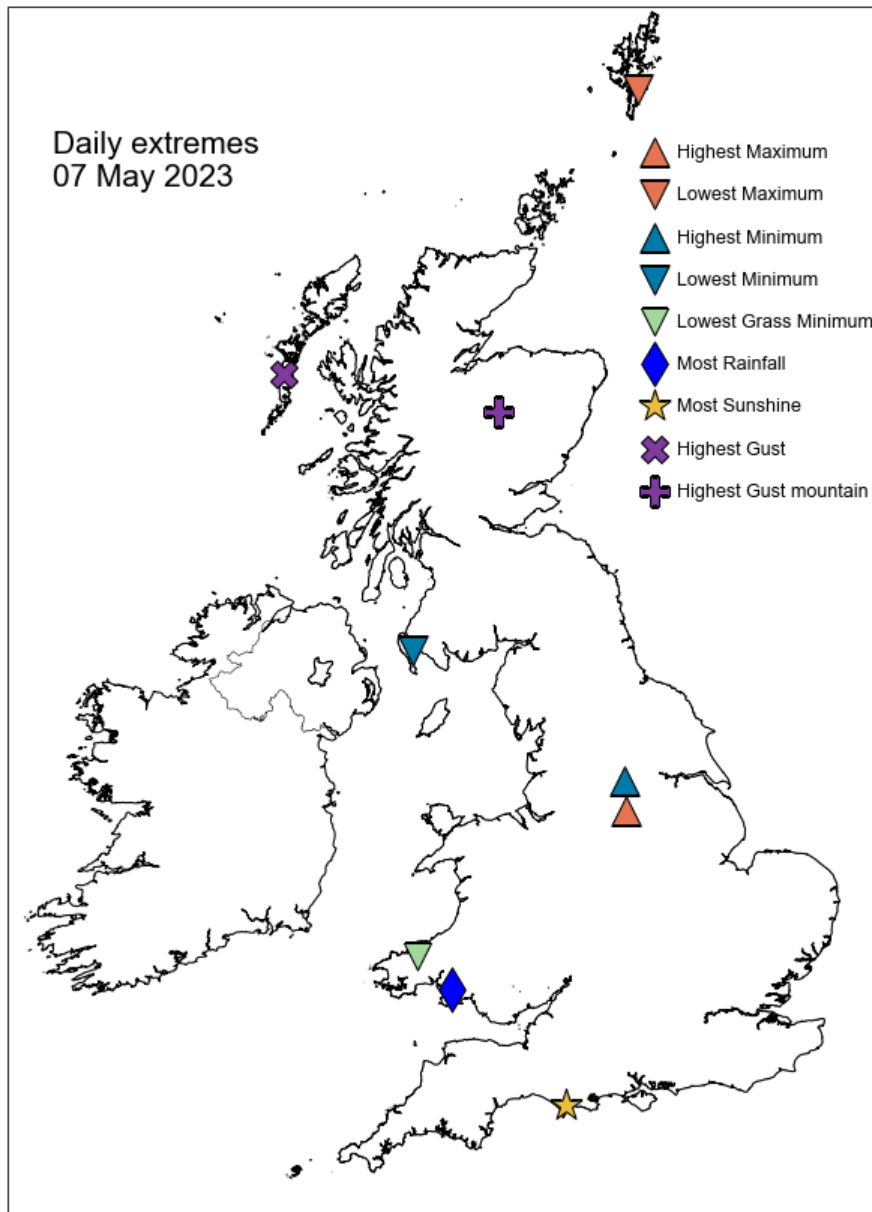 Daily extremes
07 May 2023
Highest Maximum
Lowest Maximum
Highest Minimum
Lowest Minimum
Lowest Grass Minimum
Most Rainfall
Most Sunshine
Highest Gust
Highest Gust mountain